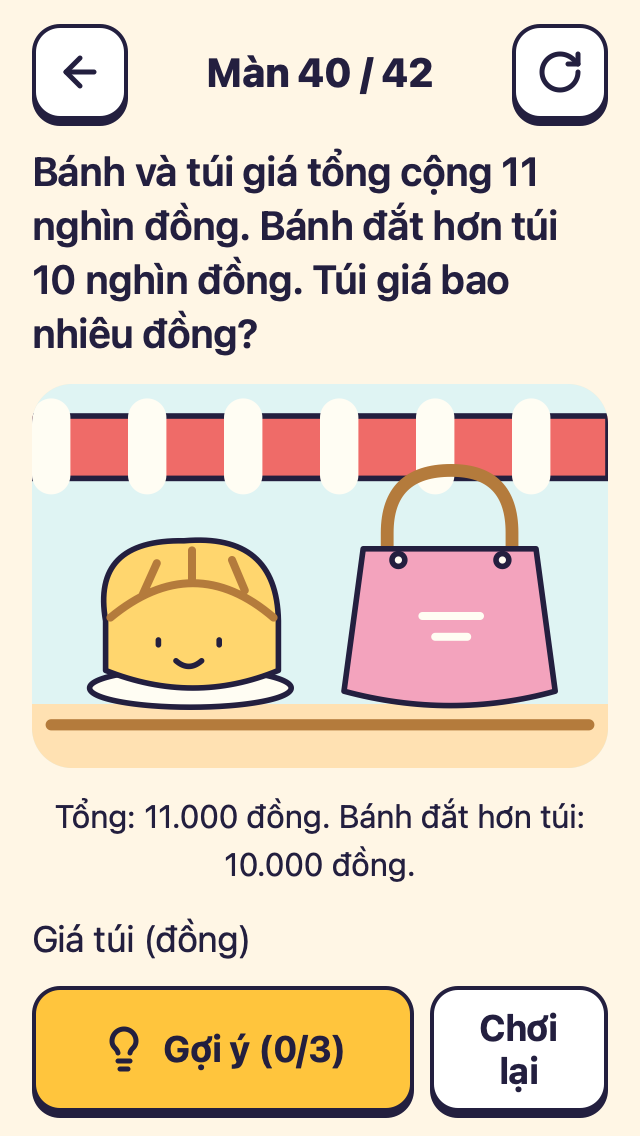 Màn 40 / 42
Bánh và túi giá tổng cộng 11
nghìn đồng. Bánh đắt hơn túi
10 nghìn đồng. Túi giá bao
nhiêu đồng?
Tổng: 11.000 đồng. Bánh đắt hơn túi:
10.000 đồng.
Giá túi (đồng)
Gợi ý (0/3)
Chơi
lại